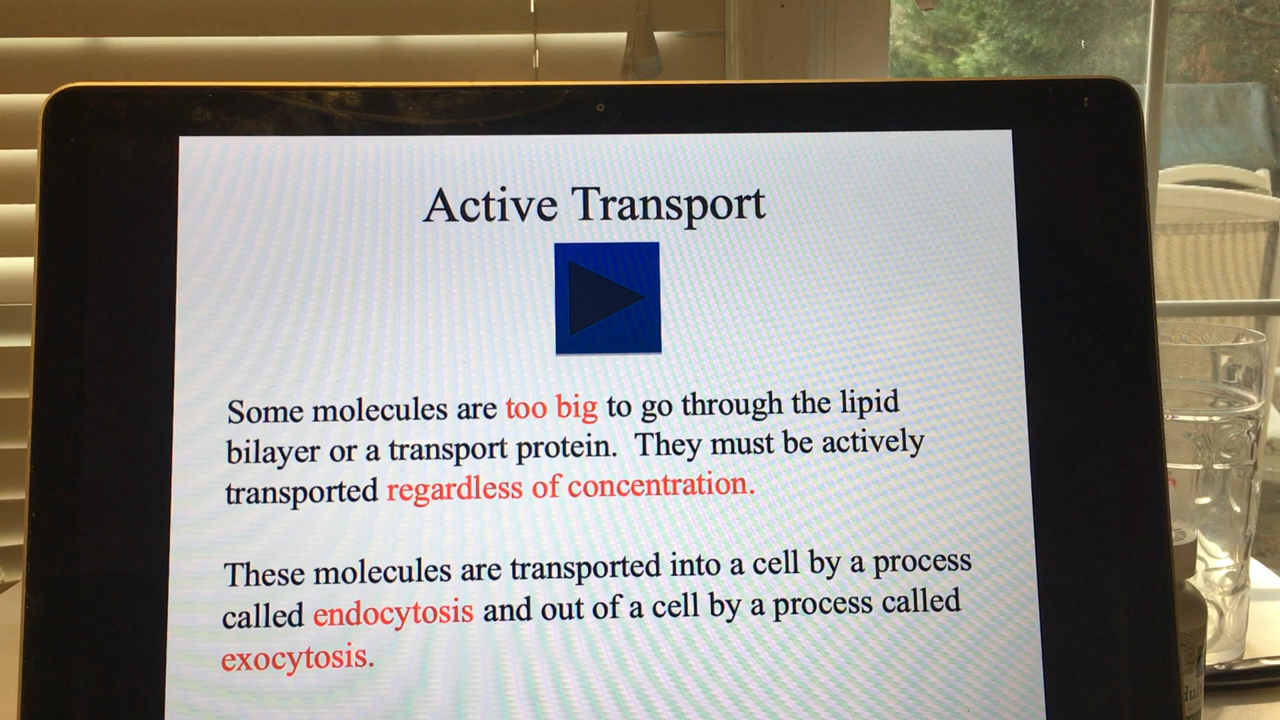 Active Transport
Some molecules are too big to go through the lipid
bilayer or a transport protein.  They must be actively
transported regardless of concentration.
These molecules are transported into a cell by a process
called endocytosis and out of a cell by a process called
exocytosis.